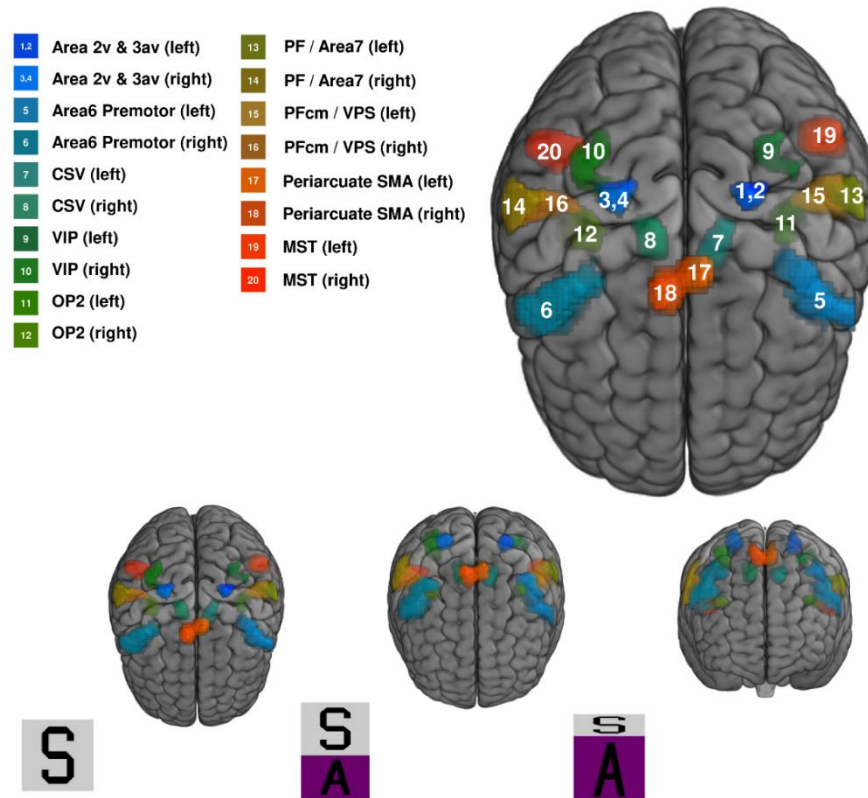 1,2 Area 2v & 3av (left)
3,4 Area 2v & 3av (right)
5 Area6 Premotor (left)
6 Area6 Premotor (right)
7 CSV (left)
8 CSV (right)
9 VIP (left)
10 VIP (right)
11 OP2 (left)
12 OP2 (right)
13 PF / Area7 (left)
14 PF / Area7 (right)
15 PFcm / VPS (left)
16 PFcm / VPS (right)
17 Periarcuate SMA (left)
18 Periarcuate SMA (right)
19 MST (left)
20 MST (right)
20 10 9 19
14 16 3,4 1,2 15 13
12 8 7 11
18 17
6 5
S
S
A
S
A